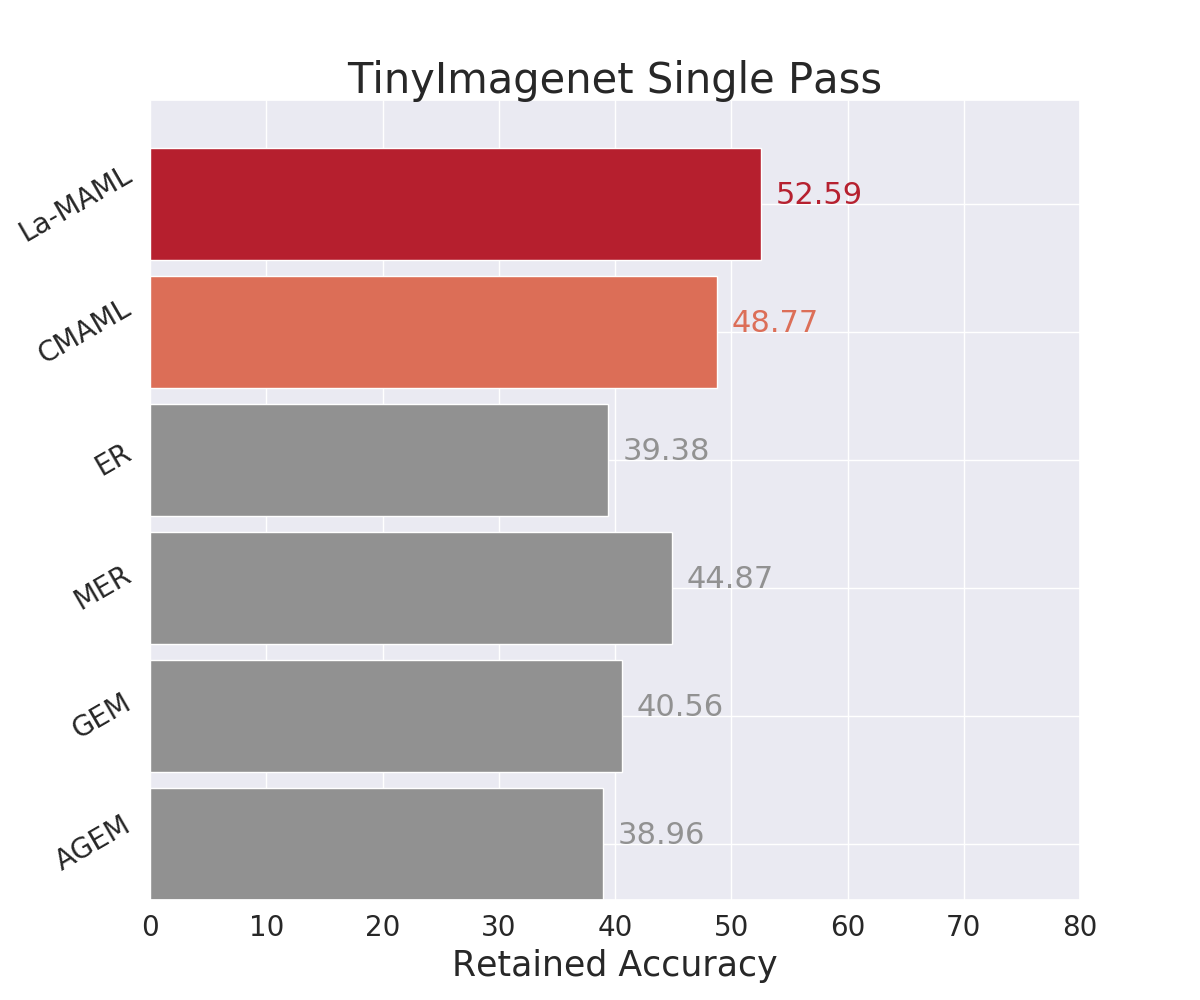 TinyImagenet Single Pass
La-MAML
52.59
CMAML
48.77
ER
39.38
MER
44.87
GEM
40.56
AGEM
38.96
0 10 20 30 40 50 60 70 80
Retained Accuracy